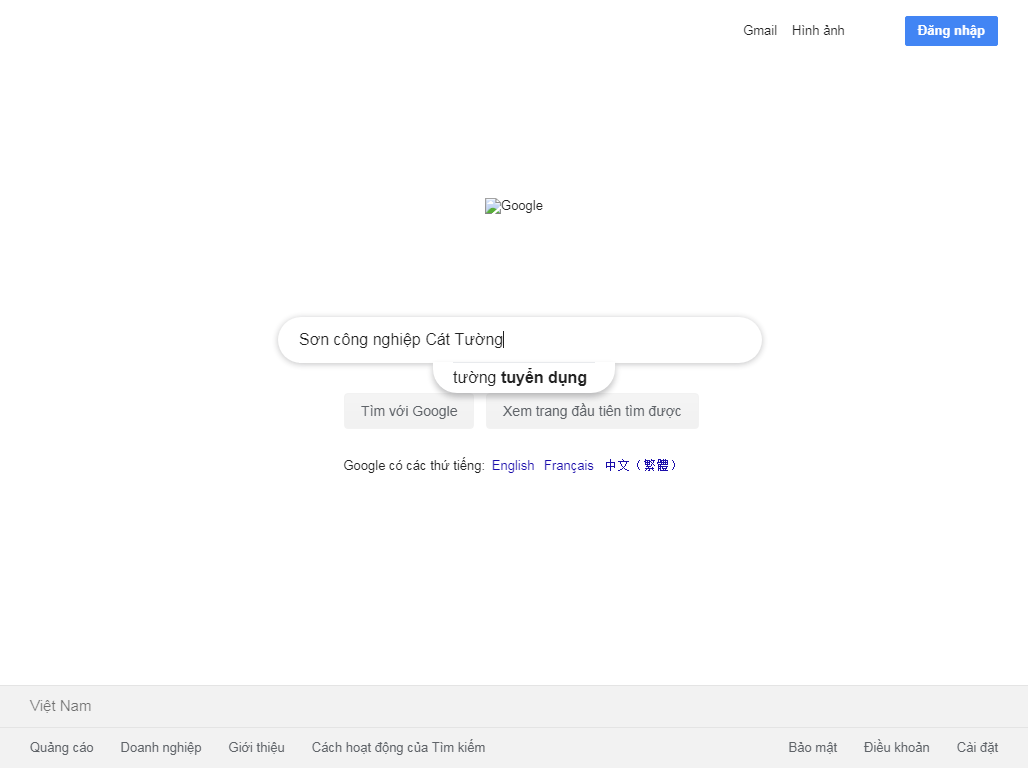 Gmail Hình ảnh Đăng nhập
Google
Sơn công nghiệp Cát Tường
tường tuyển dụng
Tìm với Google Xem trang đầu tiên tìm được
Google có các thứ tiếng: English Français 中文（繁體）
Việt Nam
Quảng cáo Doanh nghiệp Giới thiệu Cách hoạt động của Tìm kiếm Bảo mật Điều khoản Cài đặt